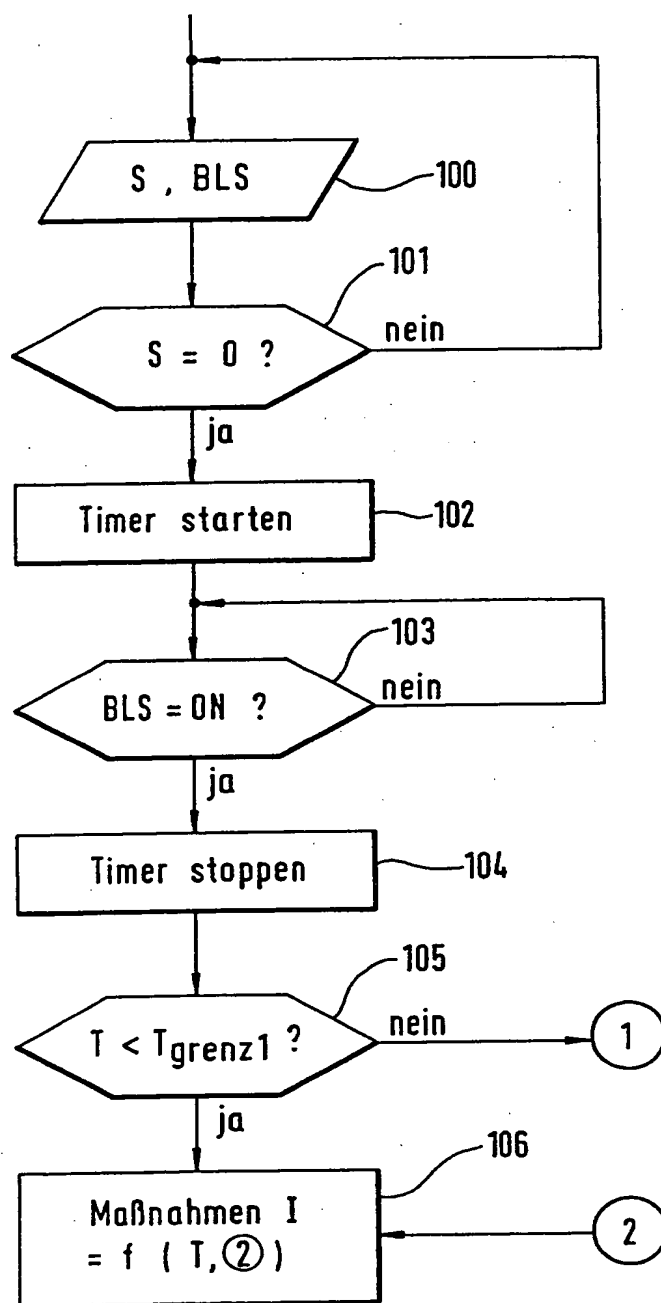 S , BLS
100
101
S = 0 ?
nein
ja
Timer starten
102
103
BLS = ON ?
nein
ja
Timer stoppen
104
105
T < Tgrenz1 ?
nein
1
ja
106
Maßnahmen I
= f ( T, ② )
2